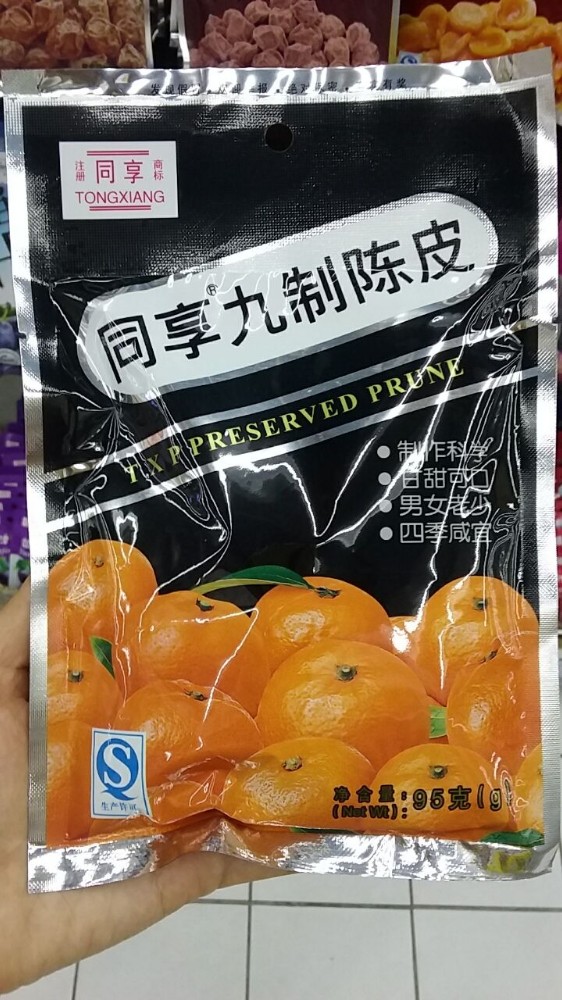 注册 同享 商标
TONGXIANG
同享®九制陈皮
T X P PRESERVED PRUNE
● 制作科学
● 甘甜可口
● 男女老少
● 四季咸宜
生产许可
净含量:95克(g)
(Net Wt):